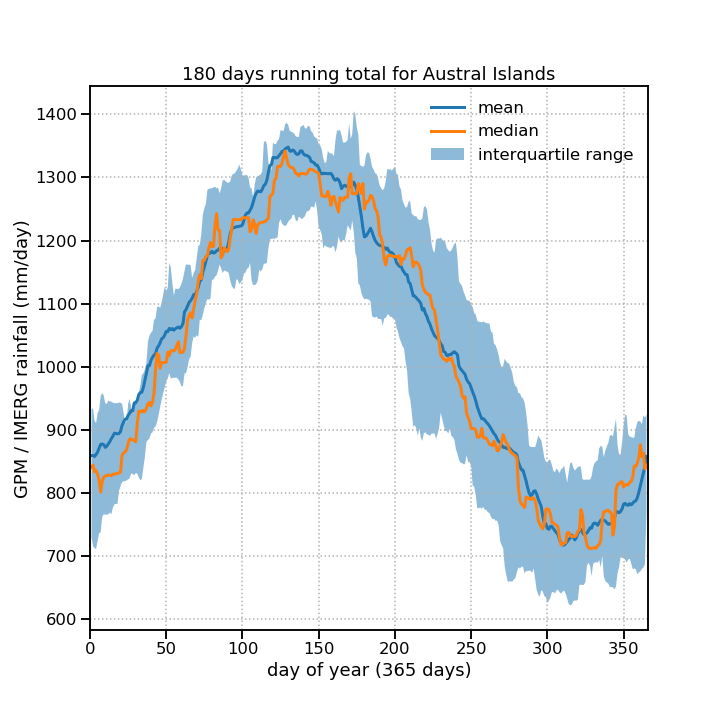 180 days running total for Austral Islands
mean
median
interquartile range
GPM / IMERG rainfall (mm/day)
1400
1300
1200
1100
1000
900
800
700
600
0 50 100 150 200 250 300 350
day of year (365 days)